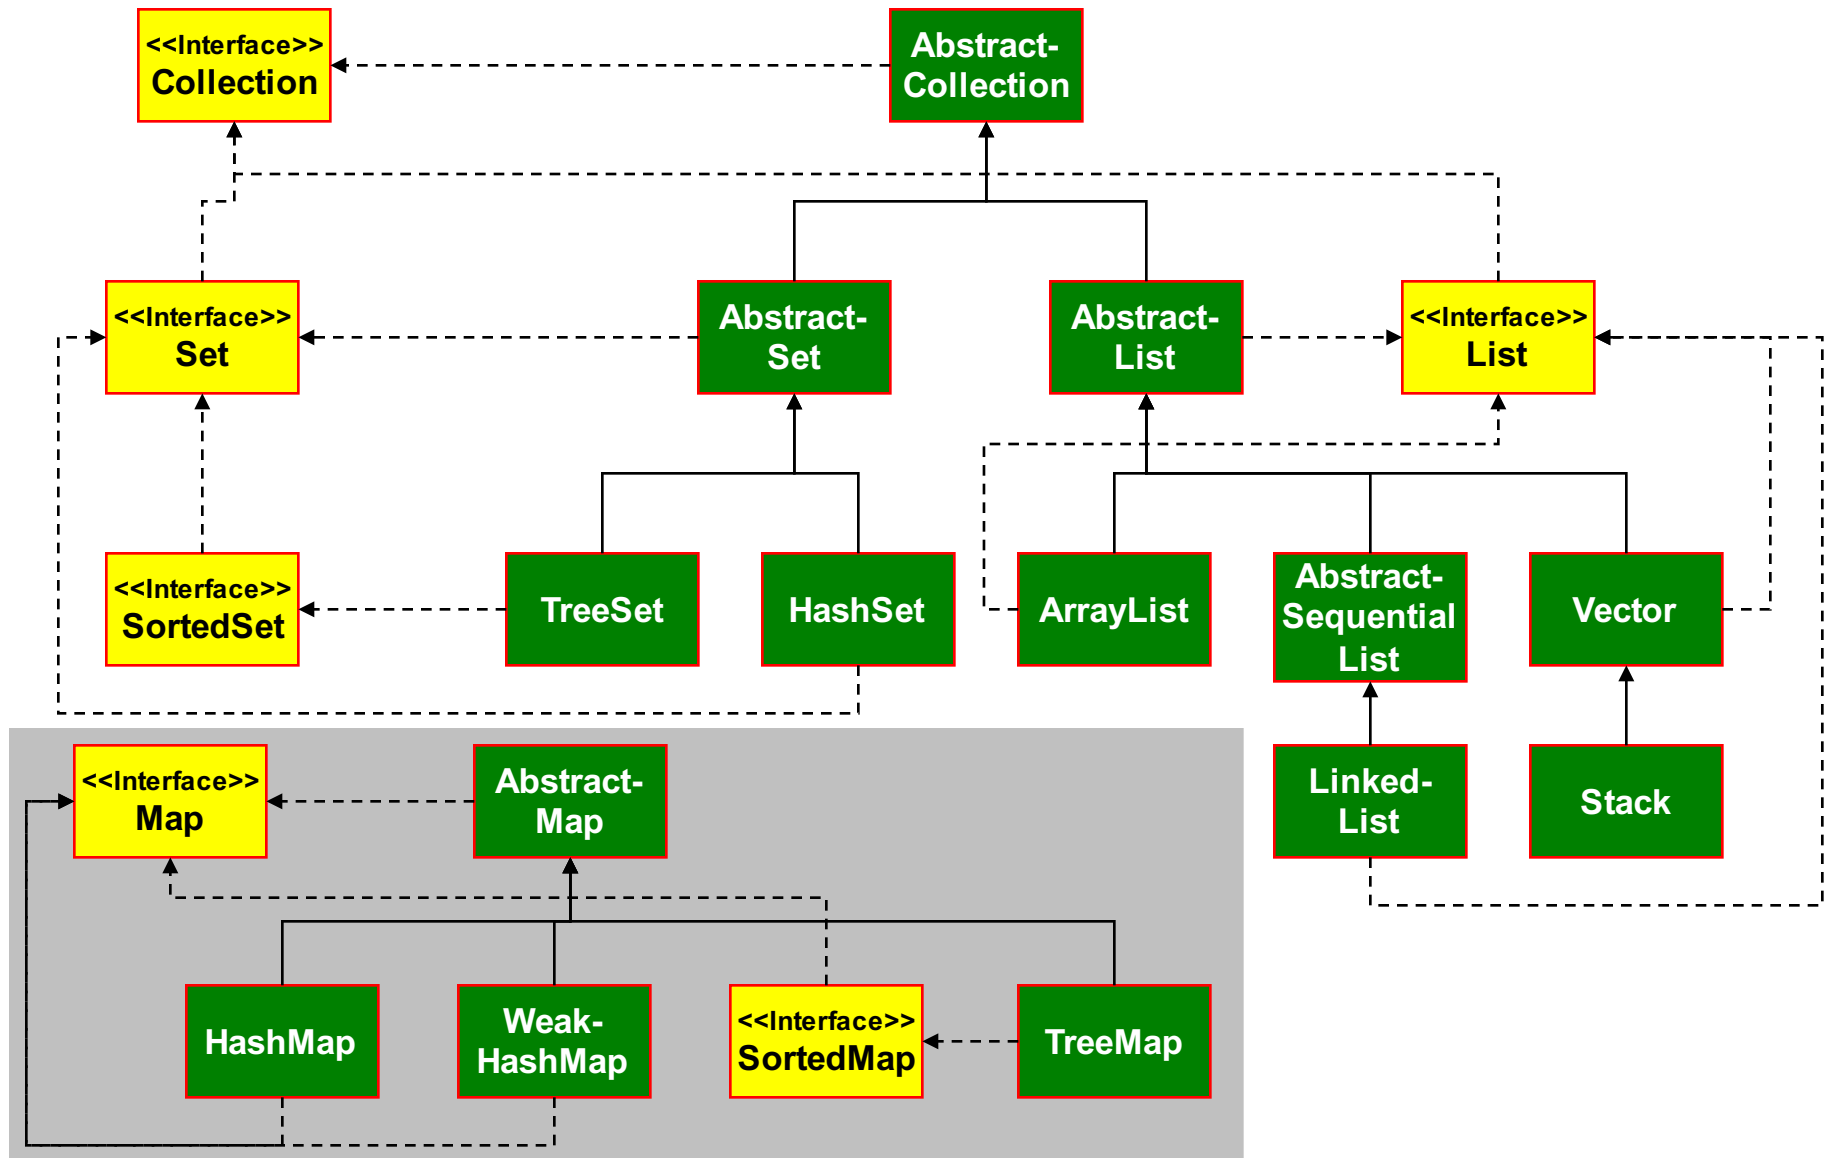 <<Interface>>
Collection
Abstract-
Collection
<<Interface>>
Set
Abstract-
Set
Abstract-
List
<<Interface>>
List
<<Interface>>
SortedSet
TreeSet
HashSet
ArrayList
Abstract-
Sequential
List
Vector
<<Interface>>
Map
Abstract-
Map
Linked-
List
Stack
HashMap
Weak-
HashMap
<<Interface>>
SortedMap
TreeMap